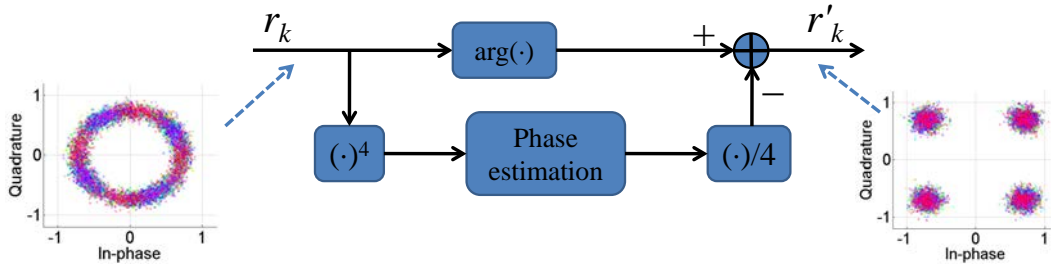 r_k
r'_k
arg(·)
+
−
(·)⁴
Phase
estimation
(·)/4
Quadrature
1
0
-1
-1
0
1
In-phase
Quadrature
1
0
-1
-1
0
1
In-phase